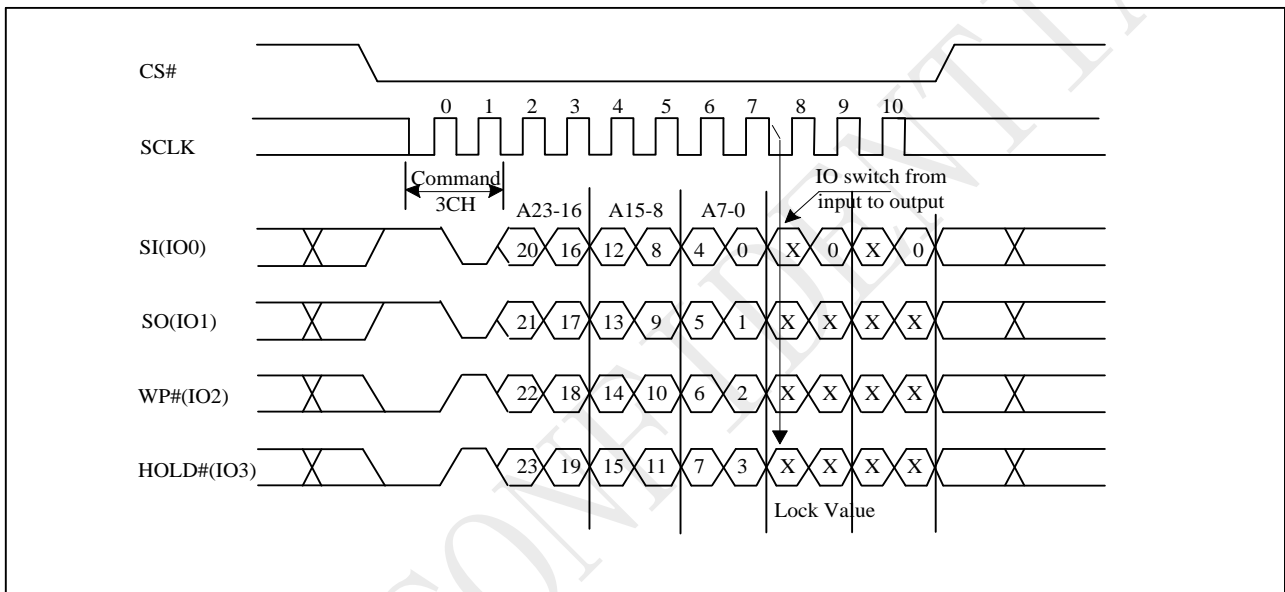 CS#
0 1 2 3 4 5 6 7 8 9 10
SCLK
Command
3CH
IO switch from
input to output
A23-16 A15-8 A7-0
SI(IO0) 20 16 12 8 4 0 X 0 X 0
SO(IO1) 21 17 13 9 5 1 X X X X
WP#(IO2) 22 18 14 10 6 2 X X X X
HOLD#(IO3) 23 19 15 11 7 3 X X X X
Lock Value